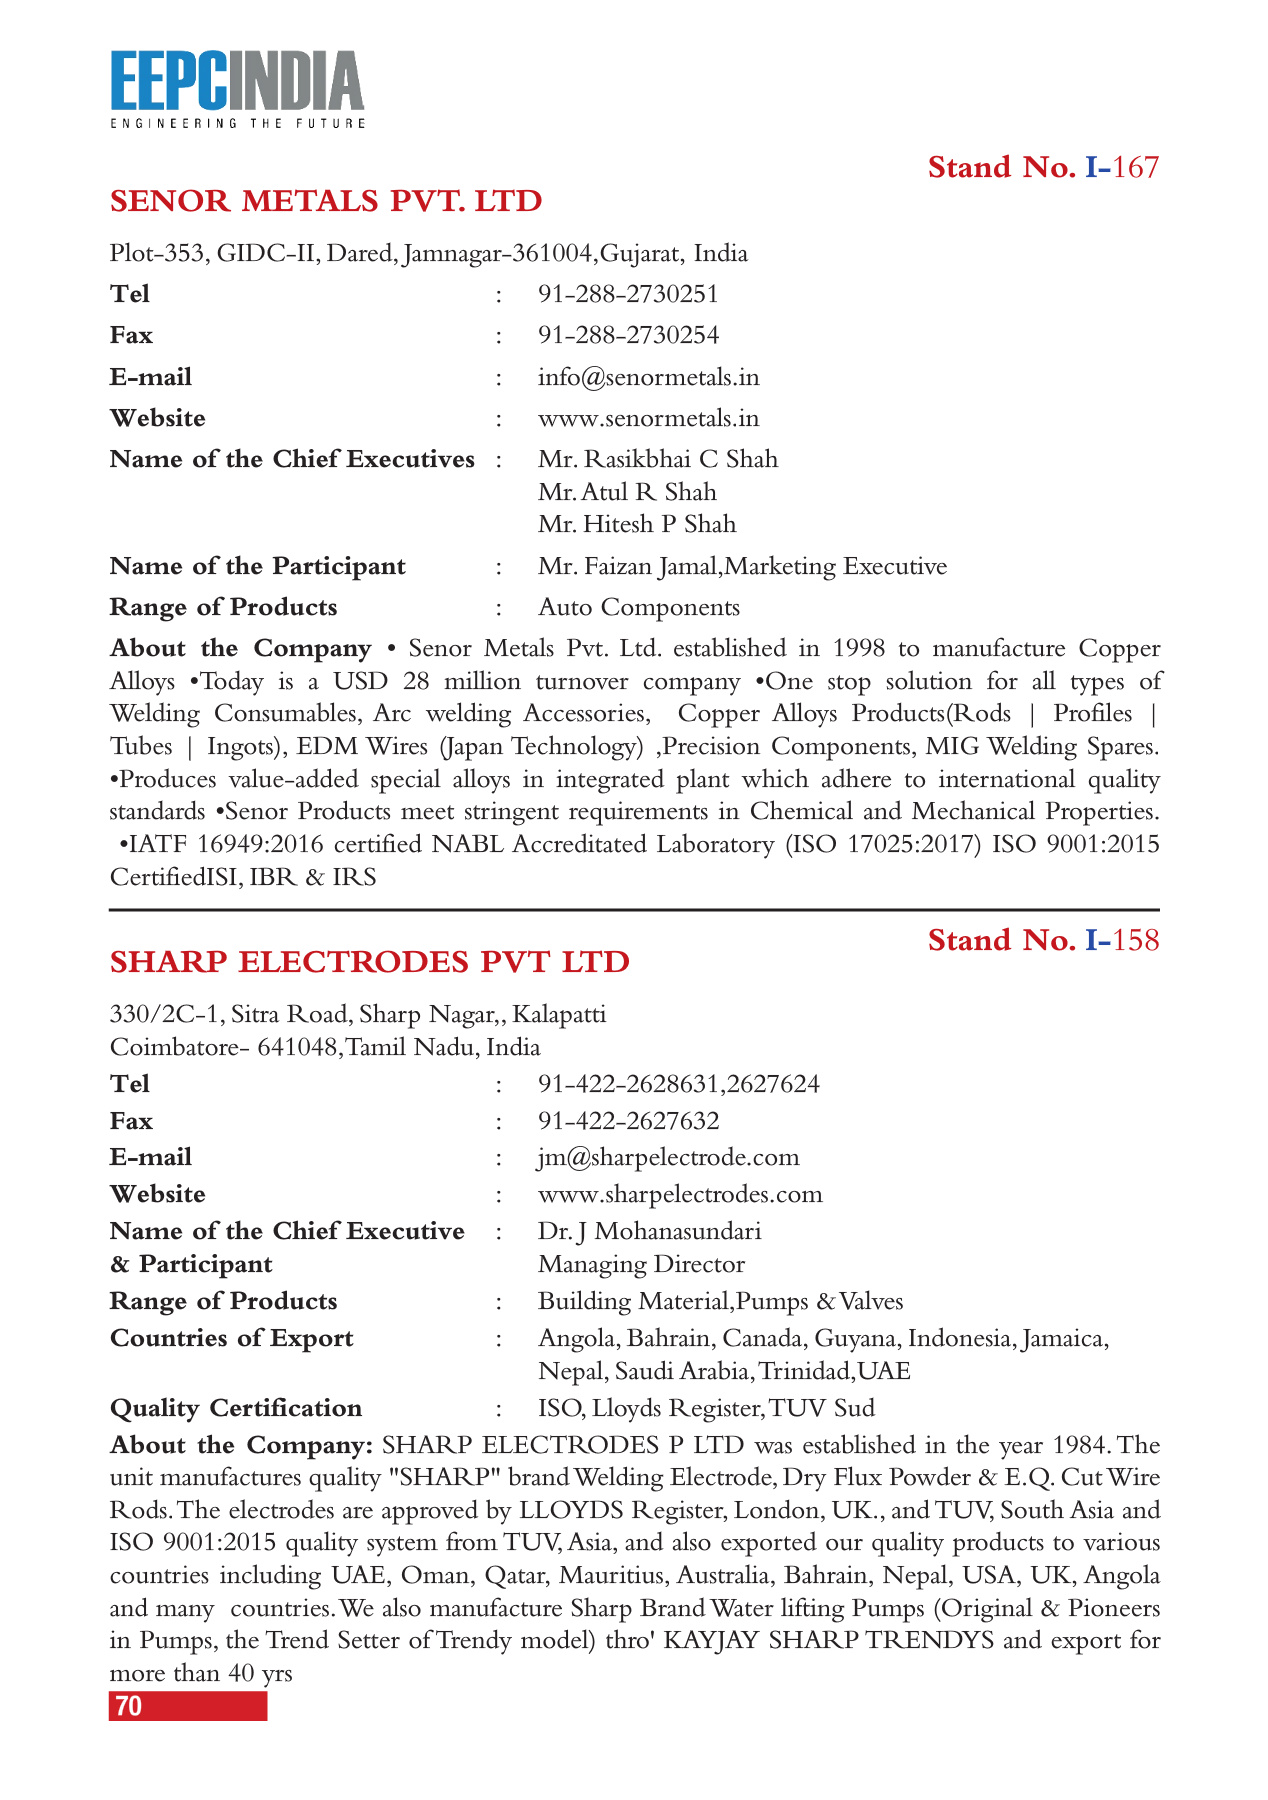 EEPCINDIA
ENGINEERING THE FUTURE
Stand No. I-167
SENOR METALS PVT. LTD
Plot-353, GIDC-II, Dared, Jamnagar-361004,Gujarat, India
Tel : 91-288-2730251
Fax : 91-288-2730254
E-mail : info@senormetals.in
Website : www.senormetals.in
Name of the Chief Executives : Mr. Rasikbhai C Shah
Mr. Atul R Shah
Mr. Hitesh P Shah
Name of the Participant : Mr. Faizan Jamal,Marketing Executive
Range of Products : Auto Components
About the Company • Senor Metals Pvt. Ltd. established in 1998 to manufacture Copper
Alloys •Today is a USD 28 million turnover company •One stop solution for all types of
Welding Consumables, Arc welding Accessories, Copper Alloys Products(Rods | Profiles |
Tubes | Ingots), EDM Wires (Japan Technology) ,Precision Components, MIG Welding Spares.
•Produces value-added special alloys in integrated plant which adhere to international quality
standards •Senor Products meet stringent requirements in Chemical and Mechanical Properties.
•IATF 16949:2016 certified NABL Accreditated Laboratory (ISO 17025:2017) ISO 9001:2015
CertifiedISI, IBR & IRS
Stand No. I-158
SHARP ELECTRODES PVT LTD
330/2C-1, Sitra Road, Sharp Nagar,, Kalapatti
Coimbatore- 641048,Tamil Nadu, India
Tel : 91-422-2628631,2627624
Fax : 91-422-2627632
E-mail : jm@sharpelectrode.com
Website : www.sharpelectrodes.com
Name of the Chief Executive : Dr. J Mohanasundari
& Participant Managing Director
Range of Products : Building Material,Pumps & Valves
Countries of Export : Angola, Bahrain, Canada, Guyana, Indonesia, Jamaica,
Nepal, Saudi Arabia, Trinidad,UAE
Quality Certification : ISO, Lloyds Register, TUV Sud
About the Company: SHARP ELECTRODES P LTD was established in the year 1984. The
unit manufactures quality "SHARP" brand Welding Electrode, Dry Flux Powder & E.Q. Cut Wire
Rods. The electrodes are approved by LLOYDS Register, London, UK., and TUV, South Asia and
ISO 9001:2015 quality system from TUV, Asia, and also exported our quality products to various
countries including UAE, Oman, Qatar, Mauritius, Australia, Bahrain, Nepal, USA, UK, Angola
and many countries. We also manufacture Sharp Brand Water lifting Pumps (Original & Pioneers
in Pumps, the Trend Setter of Trendy model) thro' KAYJAY SHARP TRENDYS and export for
more than 40 yrs
70